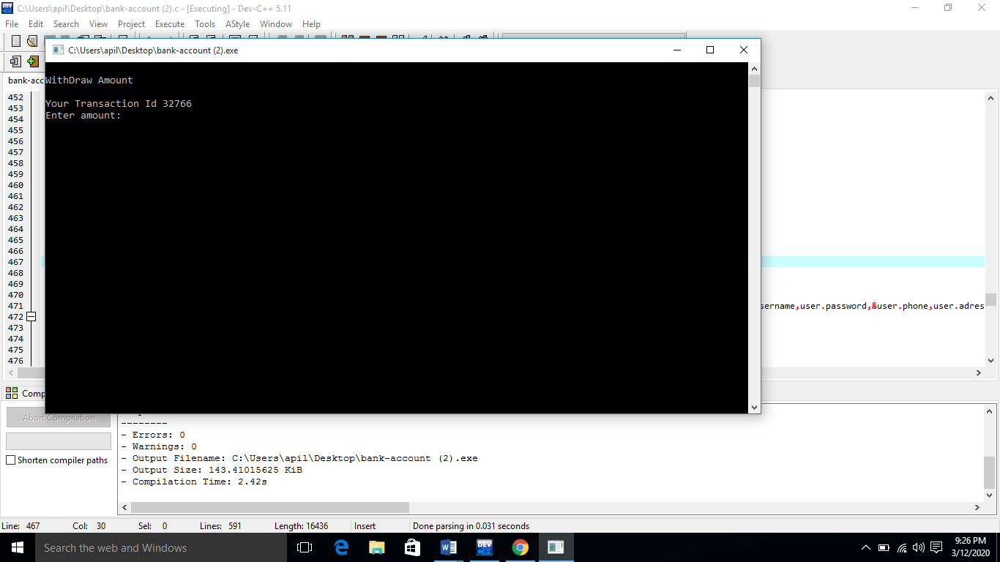 C:\Users\apil\Desktop\bank-account (2).c - [Executing] - Dev-C++ 5.11
File Edit Search View Project Execute Tools AStyle Window Help
C:\Users\apil\Desktop\bank-account (2).exe
bank-acc
WithDraw Amount
Your Transaction Id 32766
Enter amount:
452
453
454
455
456
457
458
459
460
461
462
463
464
465
466
467
468
469
470
471 sername,user.password,&user.phone,user.adres
472
473
474
475
476
Comp
Abort Compilation
Shorten compiler paths
--------
- Errors: 0
- Warnings: 0
- Output Filename: C:\Users\apil\Desktop\bank-account (2).exe
- Output Size: 143.41015625 KiB
- Compilation Time: 2.42s
Line: 467 Col: 30 Sel: 0 Lines: 591 Length: 16436 Insert Done parsing in 0.031 seconds
Search the web and Windows
9:26 PM
3/12/2020